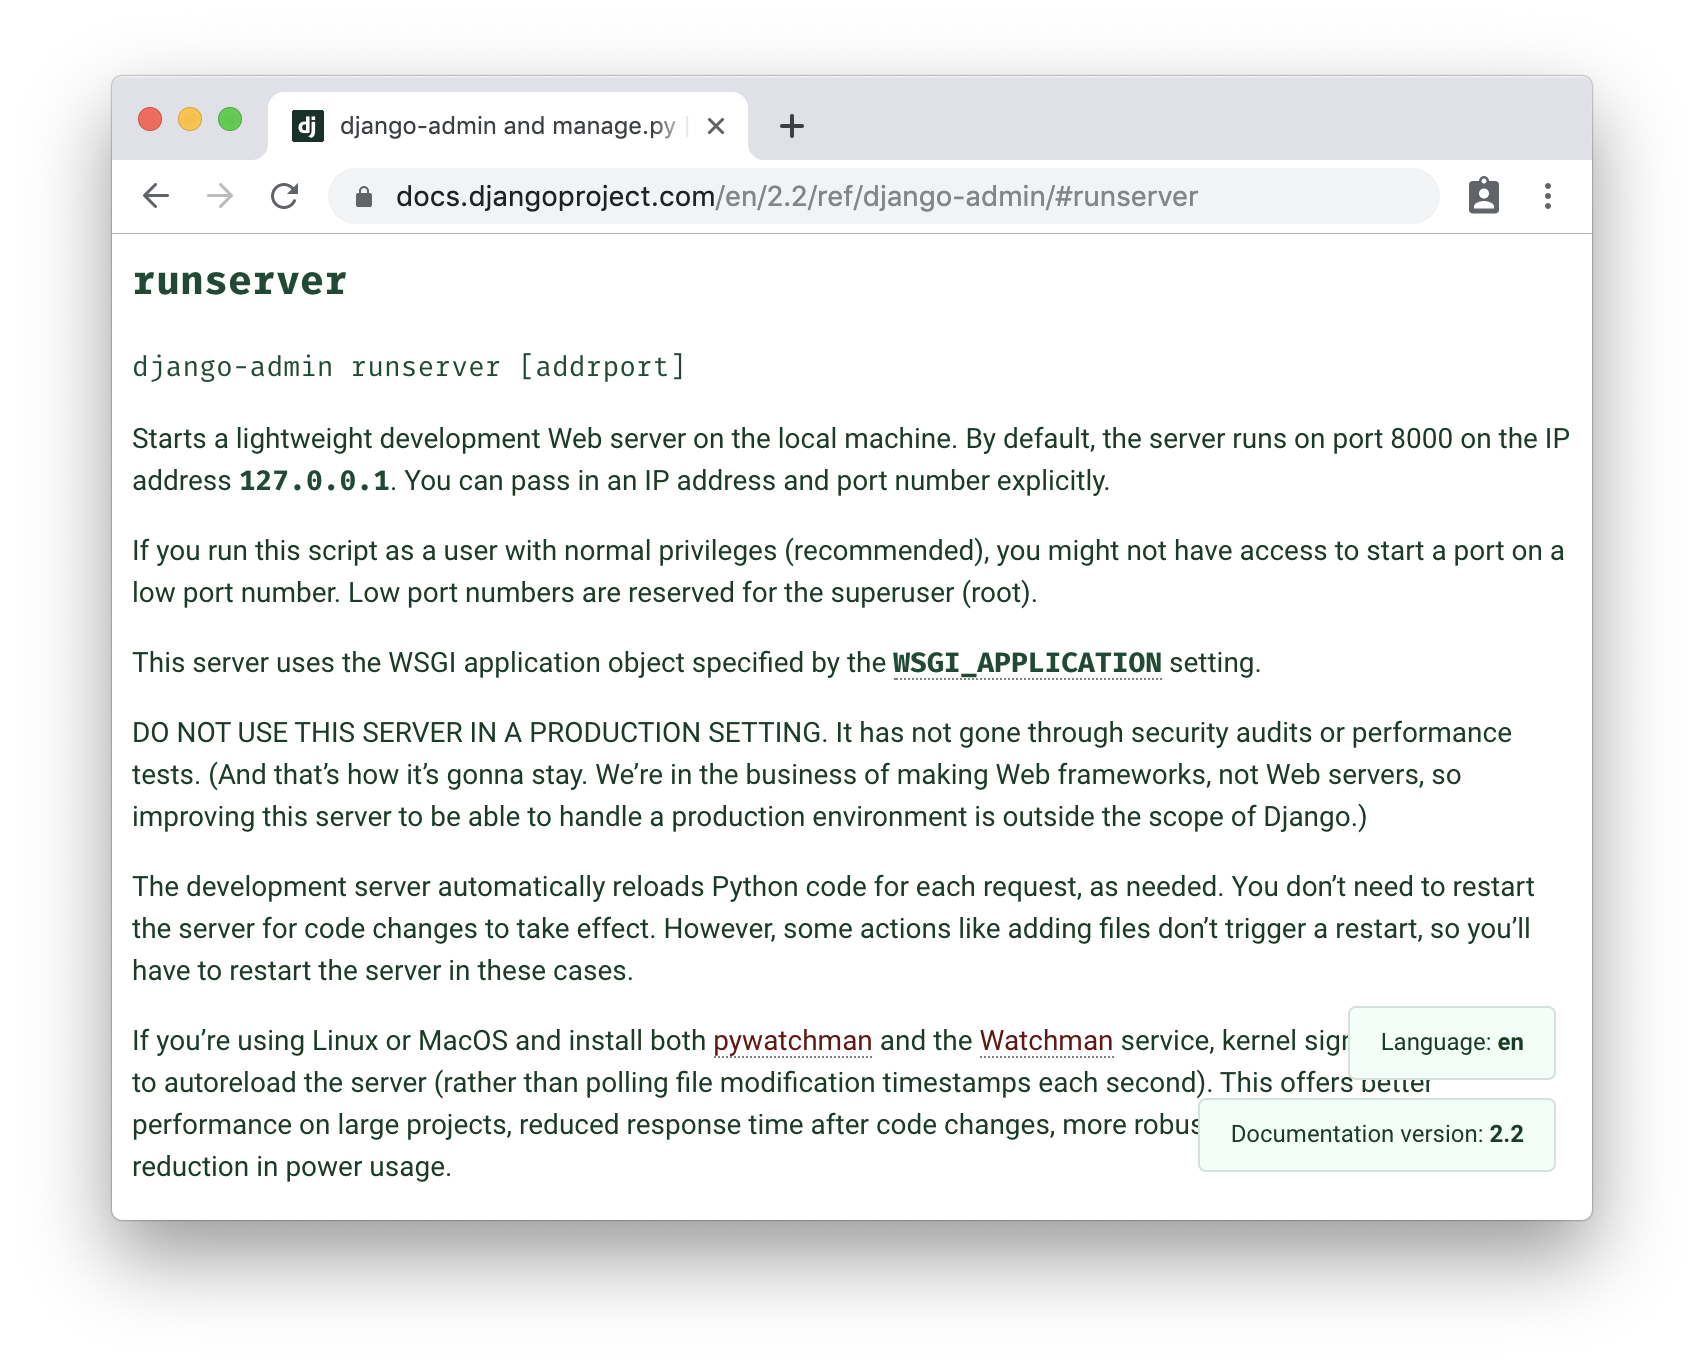 dj django-admin and manage.py
docs.djangoproject.com/en/2.2/ref/django-admin/#runserver
runserver
django-admin runserver [addrport]
Starts a lightweight development Web server on the local machine. By default, the server runs on port 8000 on the IP
address 127.0.0.1. You can pass in an IP address and port number explicitly.
If you run this script as a user with normal privileges (recommended), you might not have access to start a port on a
low port number. Low port numbers are reserved for the superuser (root).
This server uses the WSGI application object specified by the WSGI_APPLICATION setting.
DO NOT USE THIS SERVER IN A PRODUCTION SETTING. It has not gone through security audits or performance
tests. (And that’s how it’s gonna stay. We’re in the business of making Web frameworks, not Web servers, so
improving this server to be able to handle a production environment is outside the scope of Django.)
The development server automatically reloads Python code for each request, as needed. You don’t need to restart
the server for code changes to take effect. However, some actions like adding files don’t trigger a restart, so you’ll
have to restart the server in these cases.
If you’re using Linux or MacOS and install both pywatchman and the Watchman service, kernel
Language: en
to autoreload the server (rather than polling file modification timestamps each second). This offers better
performance on large projects, reduced response time after code changes, more
Documentation version: 2.2
reduction in power usage.